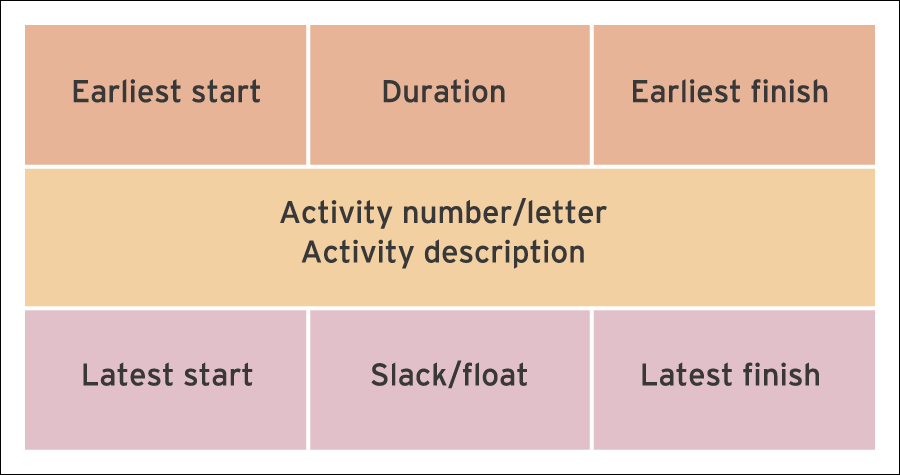 Earliest start
Duration
Earliest finish
Activity number/letter
Activity description
Latest start
Slack/float
Latest finish